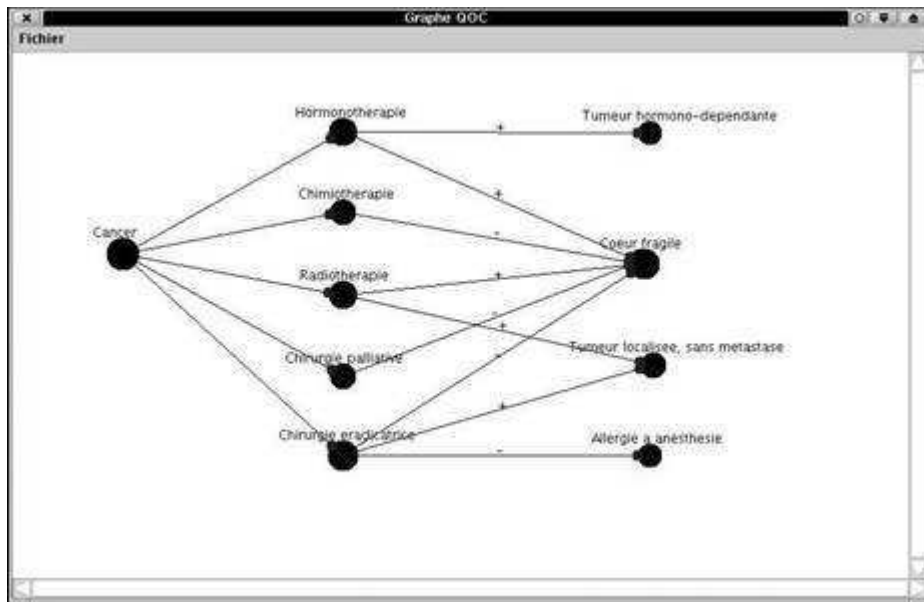 Graphe QOC
Fichier
Hormonotherapie
Tumeur hormono-dependante
+
Chimiotherapie
+
Cancer
-
Coeur fragile
Radiotherapie
+
-
+
Chirurgie palliative
Tumeur localisee, sans metastase
-
+
Chirurgie eradicatrice
Allergie a anesthesie
-